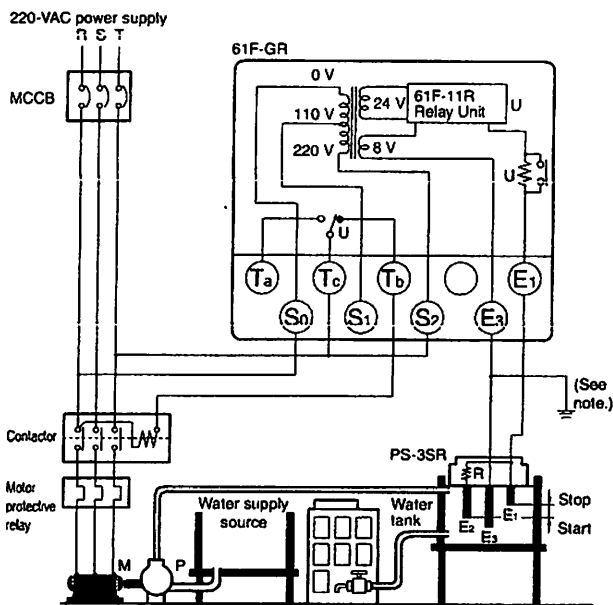 220-VAC power supply
R S T
MCCB
61F-GR
0 V
110 V
220 V
24 V
8 V
61F-11R
Relay Unit
U
U
U
Ta
Tc
Tb
E1
S0
S1
S2
E3
(See
note.)
Contactor
PS-3SR
Motor
protective
relay
Water supply
source
Water
tank
R
E2
E3
E1
Stop
Start
M
P